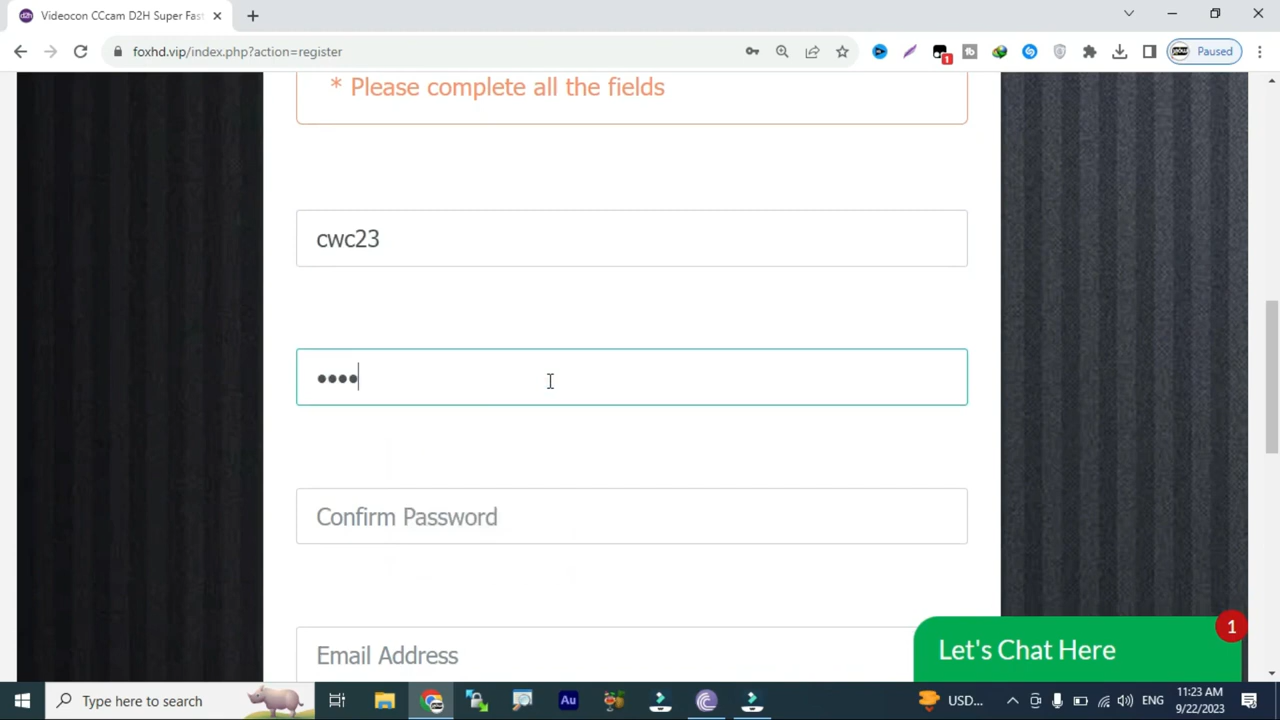 Videocon CCcam D2H Super Fast
foxhd.vip/index.php?action=register
Paused
* Please complete all the fields
cwc23
••••
Confirm Password
Email Address
1
Let's Chat Here
Type here to search
Au
USD...
ENG
11:23 AM
9/22/2023